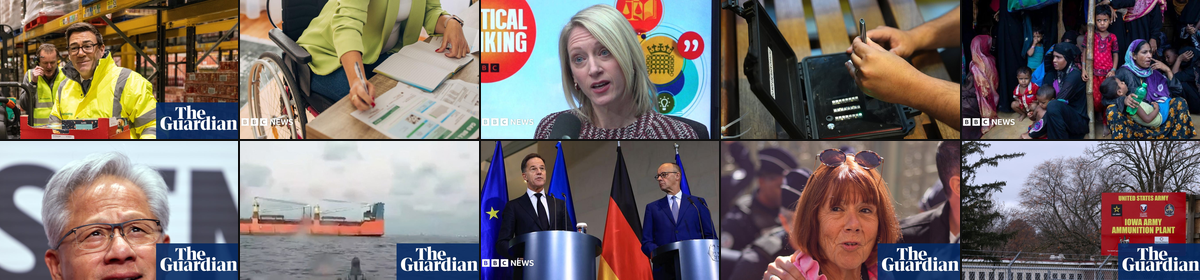 The
Guardian
BBC NEWS
TICAL
KING
BBC
BBC NEWS
BBC NEWS
The
Guardian
The
Guardian
BBC NEWS
The
Guardian
UNITED STATES ARMY
IOWA ARMY
AMMUNITION PLANT
The
Guardian